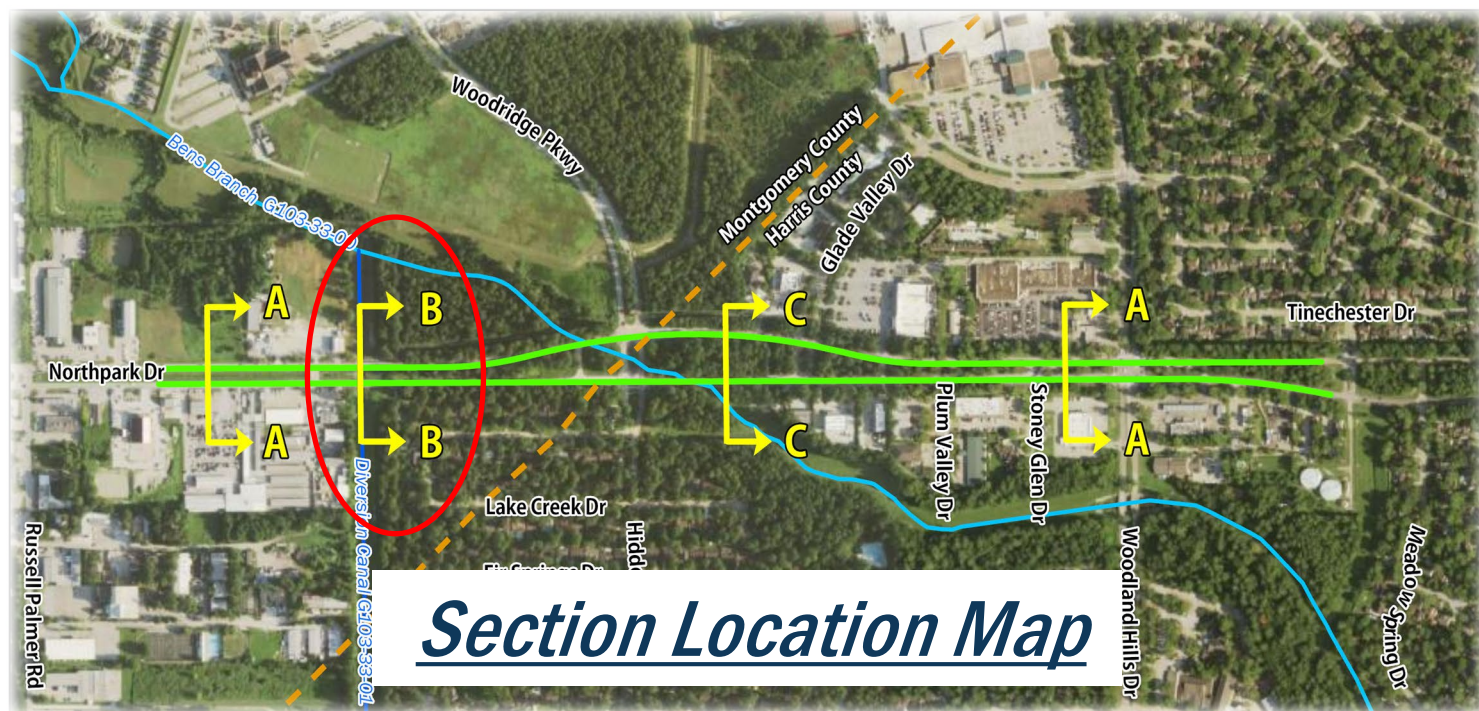 Woodridge Pkwy
Bens Branch G103-33-0
Montgomery County
Harris County
Glade Valley Dr
A
B
C
A
Tinechester Dr
Northpark Dr
A
B
C
A
Plum Valley Dr
Stoney Glen Dr
Lake Creek Dr
Diversion Canal G103-33-01
Russell Palmer Rd
Woodland Hills Dr
Meadow Spring Dr
Section Location Map